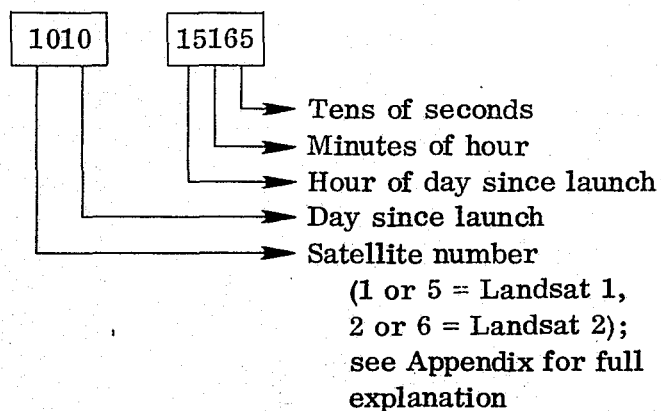 1010 15165
Tens of seconds
Minutes of hour
Hour of day since launch
Day since launch
Satellite number
(1 or 5 = Landsat 1,
2 or 6 = Landsat 2);
see Appendix for full
explanation